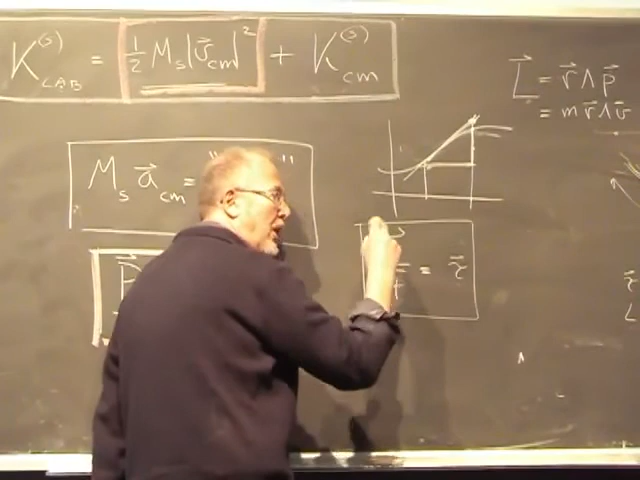 K^(s)_LAB = ½ M_s|v⃗_cm|² + K^(s)_cm
L⃗ = r⃗ ∧ p⃗
= m r⃗ ∧ v⃗
M_s a⃗_cm = " "
P⃗
= τ⃗
τ⃗
L